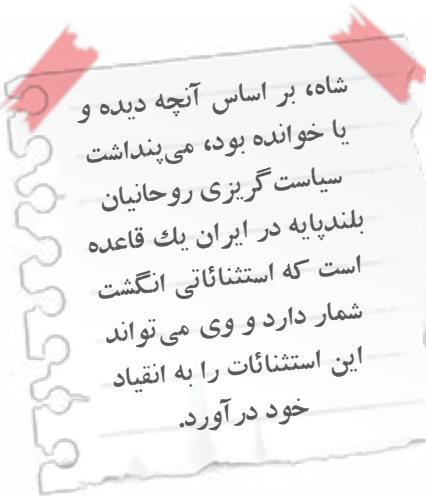 شاه، بر اساس آنچه دیده و
یا خوانده بود، می‌پنداشت
سیاست گریزی روحانیان
بلندپایه در ایران یك قاعده
است که استثنائاتی انگشت
شمار دارد و وی می‌تواند
این استثنائات را به انقیاد
خود درآورد.